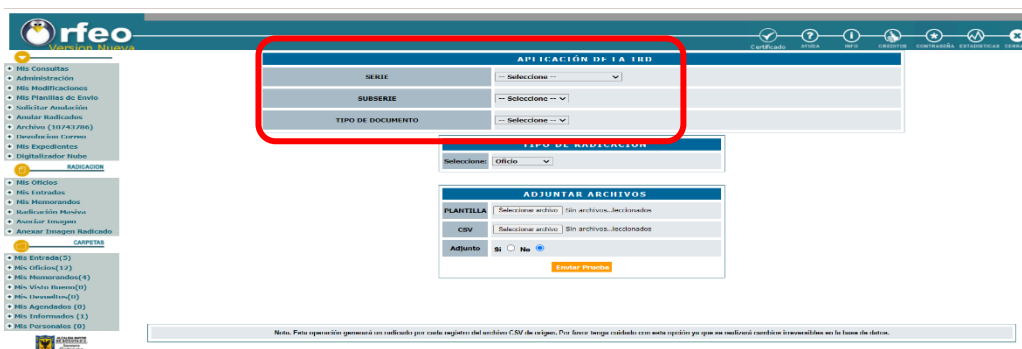 rfeo
Version Nueva
Certificado AYUDA INFO CREDITOS CONTRASEÑA ESTADISTICAS
Mis Consultas
Administración
Mis Modificaciones
Mis Planillas de Envio
Solicitar Anulación
Anular Radicados
Archivo (10743786)
Devolucion Correo
Mis Expedientes
Digitalizador Nube
RADICACION
Mis Oficios
Mis Entradas
Mis Memorandos
Radicación Masiva
Asociar Imagen
Anexar Imagen Radicado
CARPETAS
Mis Entrada(5)
Mis Oficios(12)
Mis Memorandos(4)
Mis Visto Bueno(0)
Mis Devueltos(0)
Mis Agendados (0)
Mis Informados (1)
Mis Personales (0)
APLICACIÓN DE LA TRD
SERIE -- Seleccione --
SUBSERIE -- Seleccione --
TIPO DE DOCUMENTO -- Seleccione --
TIPO DE RADICACION
Seleccione: Oficio
ADJUNTAR ARCHIVOS
PLANTILLA Seleccionar archivo Sin archivos...leccionados
CSV Seleccionar archivo Sin archivos...leccionados
Adjunto Si No
Enviar Prueba
Nota. Esta operación generará un radicado por cada registro del archivo CSV de origen. Por favor tenga cuidado con esta opción ya que se realizará cambios irreversibles en la base de datos.